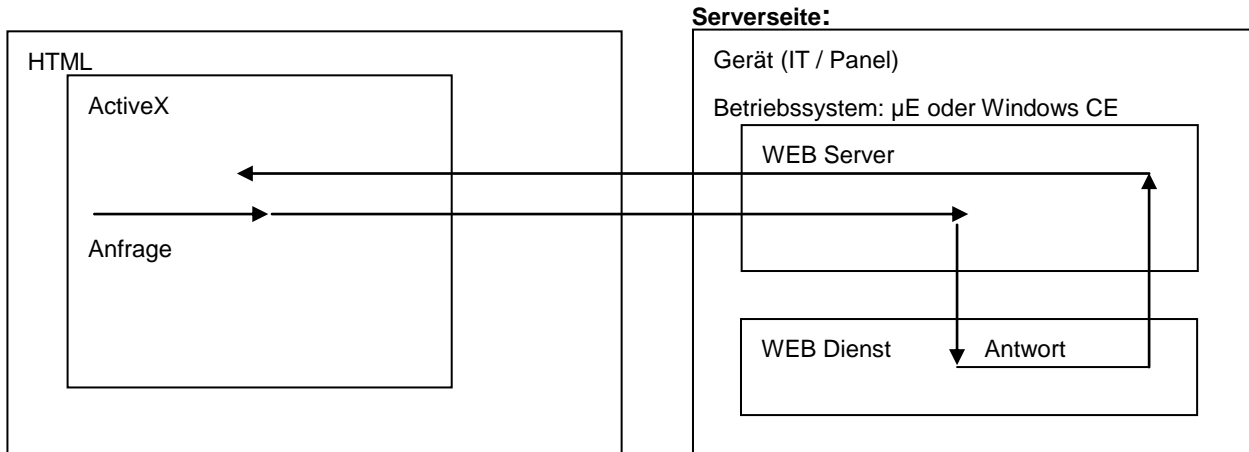 Serverseite:
HTML
ActiveX
Anfrage
Gerät (IT / Panel)
Betriebssystem: µE oder Windows CE
WEB Server
WEB Dienst
Antwort